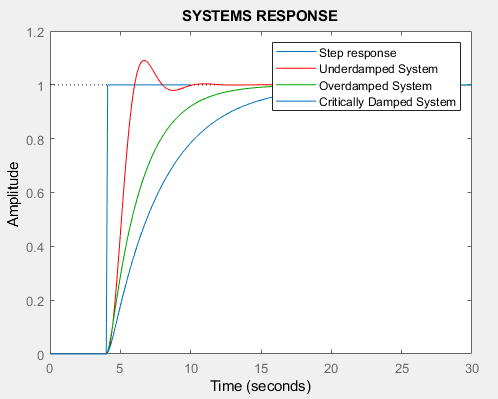 SYSTEMS RESPONSE
1.2
Step response
Underdamped System
Overdamped System
Critically Damped System
1
0.8
0.6
0.4
0.2
0
Amplitude
0 5 10 15 20 25 30
Time (seconds)